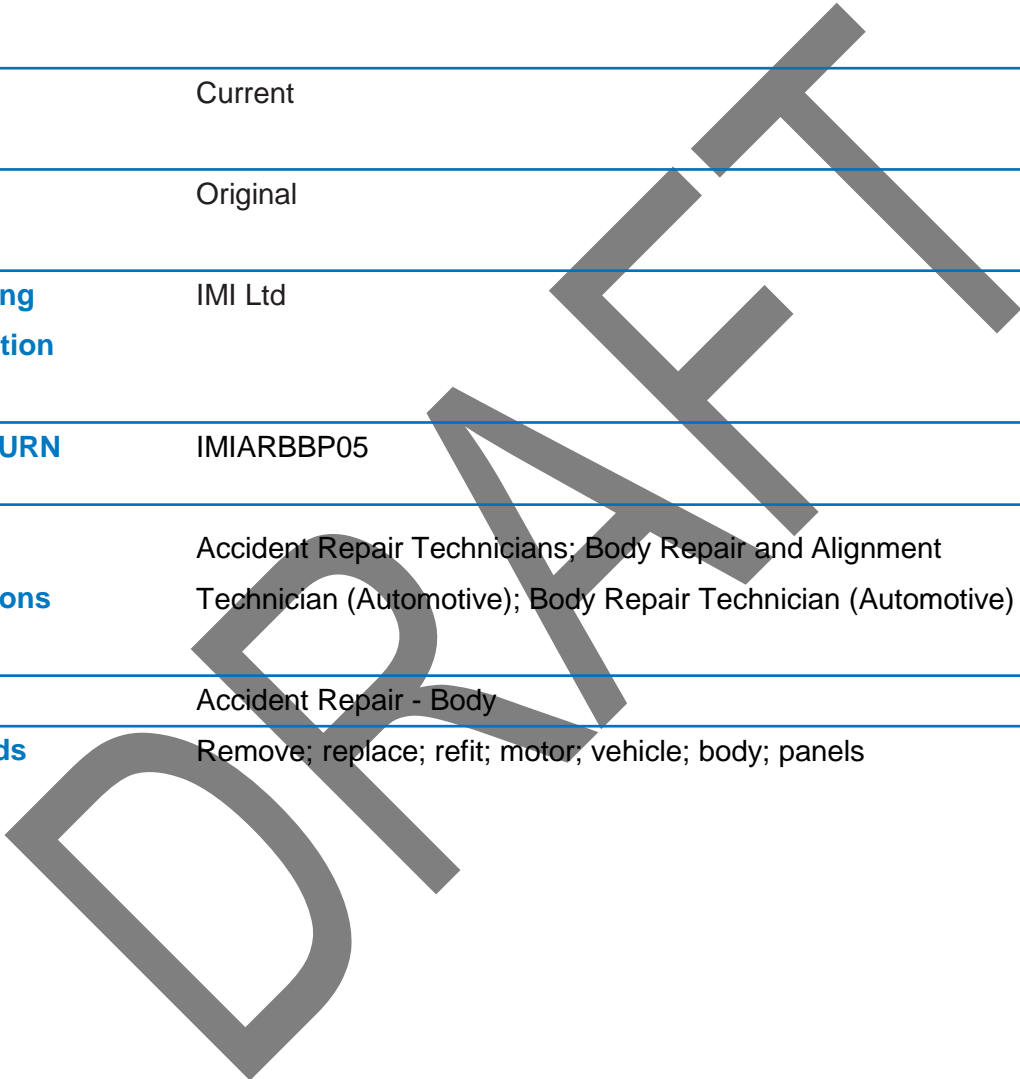 Current
Original
ng IMI Ltd
tion
URN IMIARBBP05
Accident Repair Technicians; Body Repair and Alignment
ons Technician (Automotive); Body Repair Technician (Automotive)
Accident Repair - Body
ds Remove; replace; refit; motor; vehicle; body; panels
DRAFT